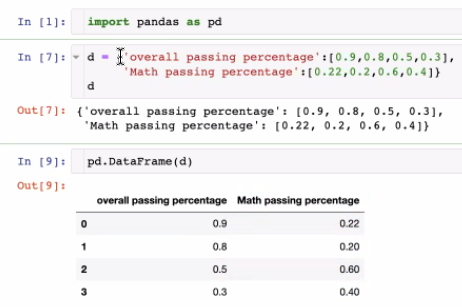 In [1]: import pandas as pd
In [7]: d = {'overall passing percentage':[0.9,0.8,0.5,0.3],
'Math passing percentage':[0.22,0.2,0.6,0.4]}
d
Out[7]: {'overall passing percentage': [0.9, 0.8, 0.5, 0.3],
'Math passing percentage': [0.22, 0.2, 0.6, 0.4]}
In [9]: pd.DataFrame(d)
Out[9]:
overall passing percentage Math passing percentage
0 0.9 0.22
1 0.8 0.20
2 0.5 0.60
3 0.3 0.40